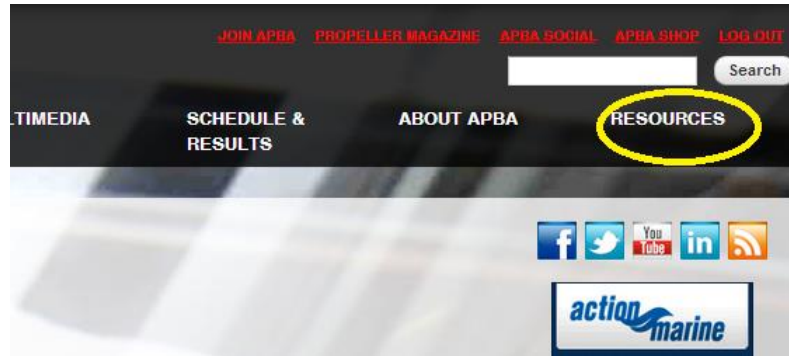 JOIN APBA PROPELLER MAGAZINE APBA SOCIAL APBA SHOP LOG OUT
Search
LTIMEDIA SCHEDULE & RESULTS ABOUT APBA RESOURCES
You Tube
action marine